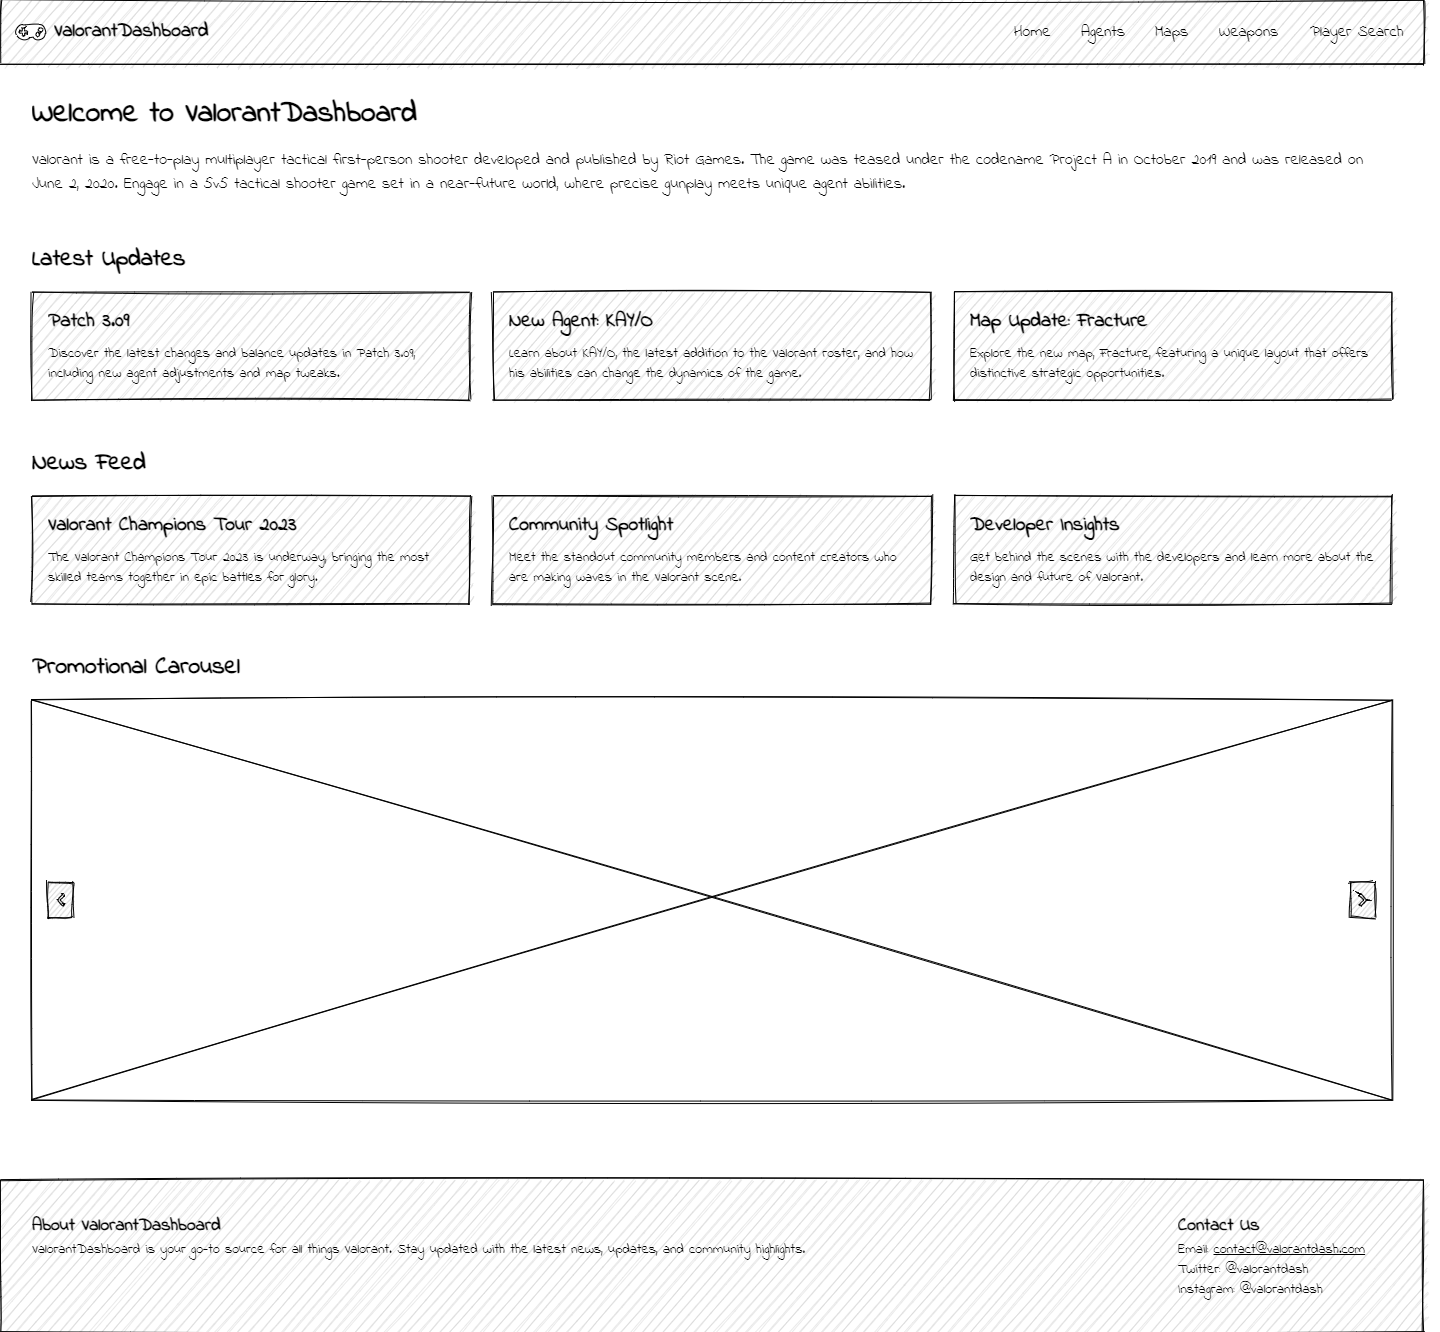 ValorantDashboard
Home Agents Maps Weapons Player Search
Welcome to ValorantDashboard
Valorant is a free-to-play multiplayer tactical first-person shooter developed and published by Riot Games. The game was teased under the codename Project A in October 2019 and was released on
June 2, 2020. Engage in a 5v5 tactical shooter game set in a near-future world, where precise gunplay meets unique agent abilities.
Latest Updates
Patch 3.09
Discover the latest changes and balance updates in Patch 3.09,
including new agent adjustments and map tweaks.
New Agent: KAY/O
Learn about KAY/O, the latest addition to the Valorant roster, and how
his abilities can change the dynamics of the game.
Map Update: Fracture
Explore the new map, Fracture, featuring a unique layout that offers
distinctive strategic opportunities.
News Feed
Valorant Champions Tour 2023
The Valorant Champions Tour 2023 is underway, bringing the most
skilled teams together in epic battles for glory.
Community Spotlight
Meet the standout community members and content creators who
are making waves in the Valorant scene.
Developer Insights
Get behind the scenes with the developers and learn more about the
design and future of Valorant.
Promotional Carousel
About ValorantDashboard
ValorantDashboard is your go-to source for all things Valorant. Stay updated with the latest news, updates, and community highlights.
Contact Us
Email: contact@valorantdash.com
Twitter: @valorantdash
Instagram: @valorantdash